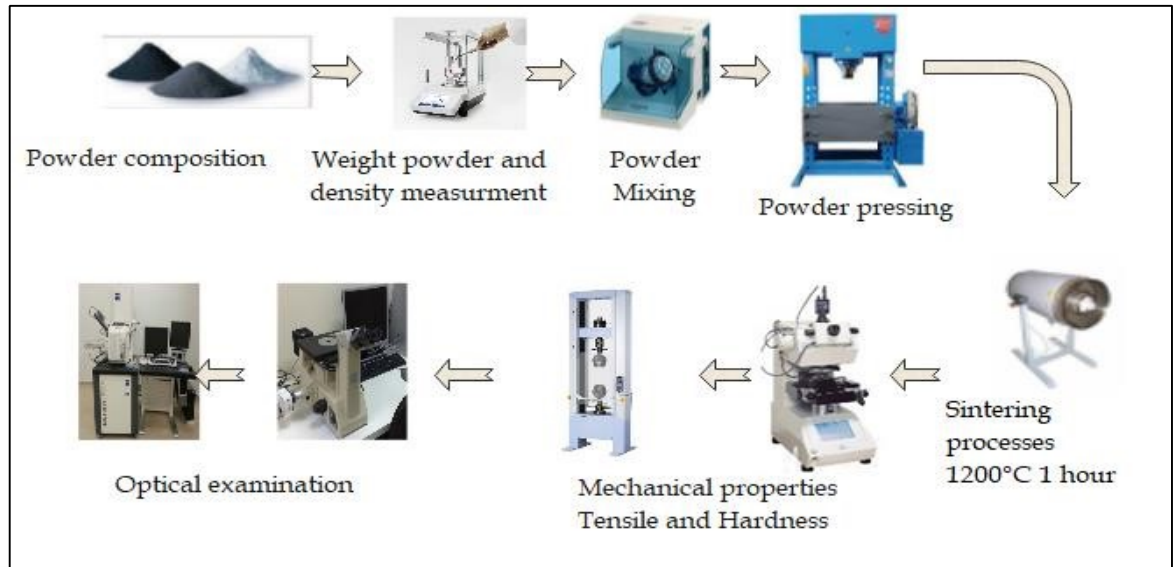 Powder composition
Weight powder and
density measurment
Powder
Mixing
Powder pressing
Sintering
processes
1200°C 1 hour
Mechanical properties
Tensile and Hardness
Optical examination